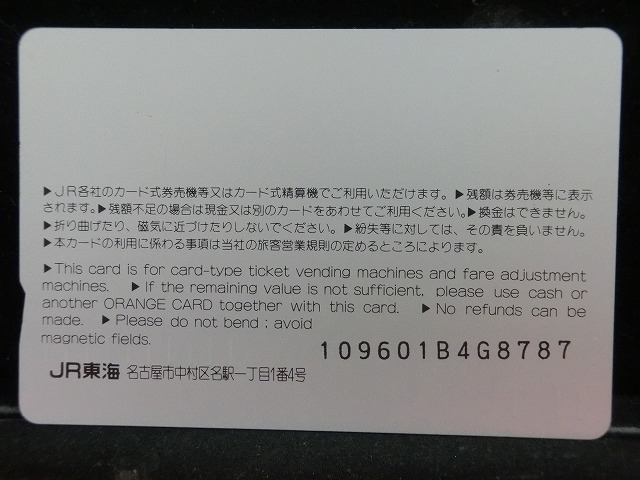 ▶JR各社のカード式券売機等又はカード式精算機でご利用いただけます。▶残額は券売機等に表示
されます。▶残額不足の場合は現金又は別のカードをあわせてご利用ください。▶換金はできません。
▶折り曲げたり、磁気に近づけたりしないでください。▶紛失等に対しては、その責を負いません。
▶本カードの利用に係わる事項は当社の旅客営業規則の定めるところによります。
▶This card is for card-type ticket vending machines and fare adjustment
machines. ▶If the remaining value is not sufficient, please use cash or
another ORANGE CARD together with this card. ▶No refunds can be
made. ▶Please do not bend; avoid
magnetic fields.
109601B4G8787
JR東海 名古屋市中村区名駅一丁目1番4号